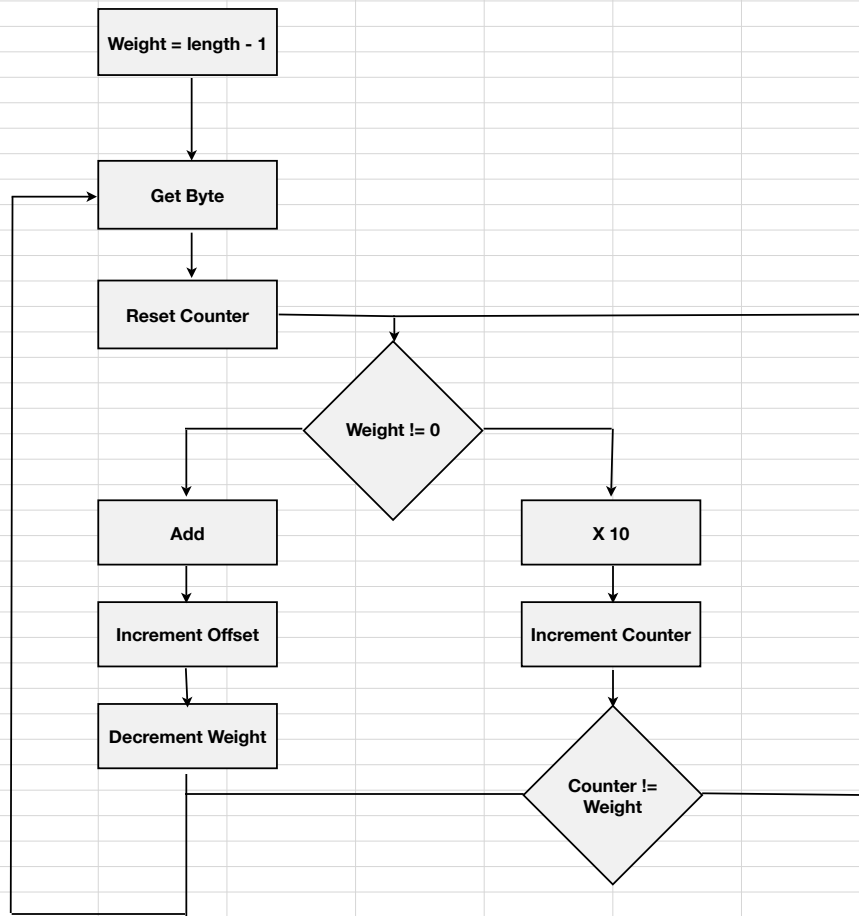 Weight = length - 1
Get Byte
Reset Counter
Weight != 0
Add
X 10
Increment Offset
Increment Counter
Decrement Weight
Counter !=
Weight